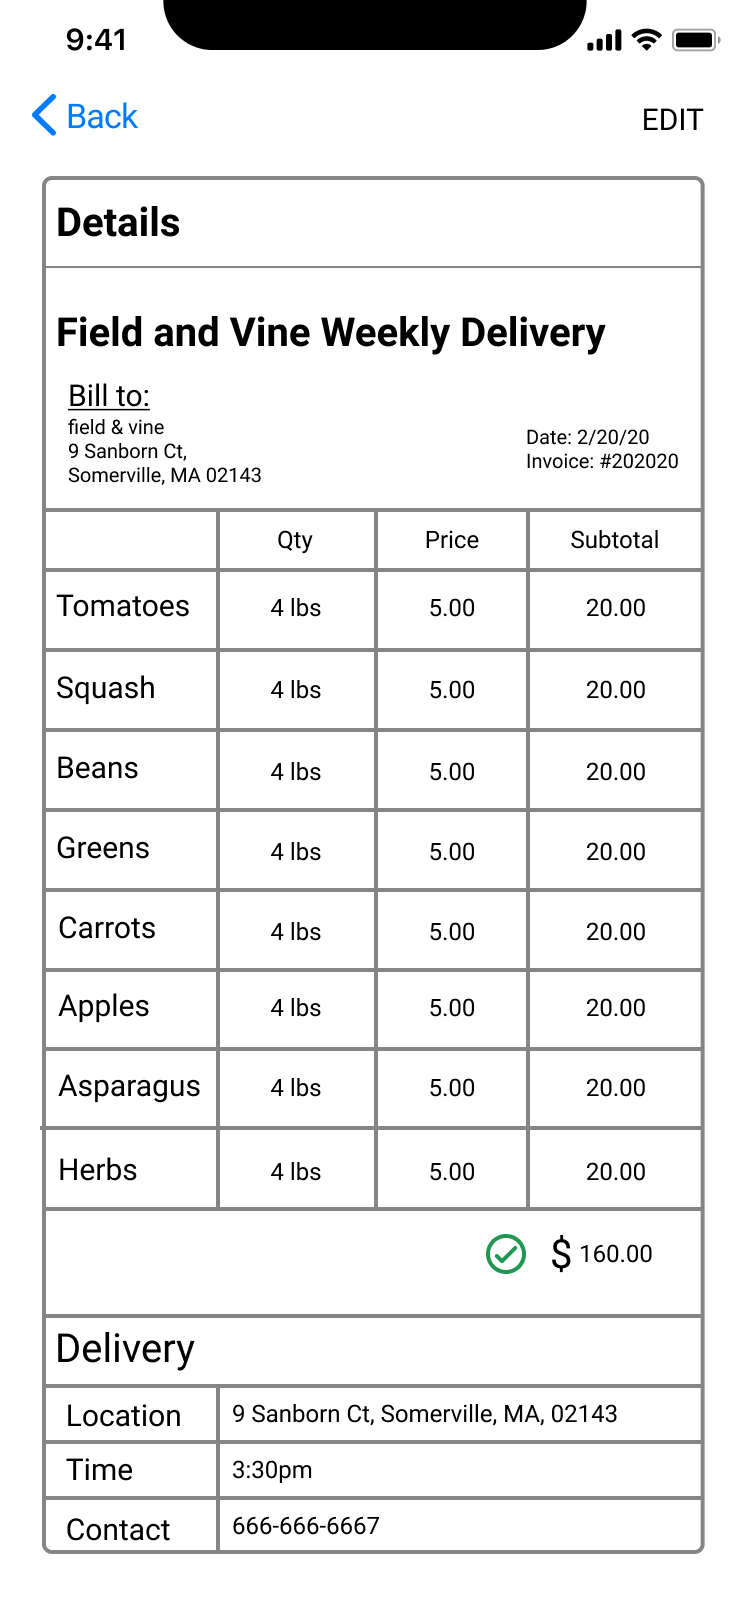 9:41
Back
EDIT
Details
Field and Vine Weekly Delivery
Bill to:
field & vine
9 Sanborn Ct,
Somerville, MA 02143
Date: 2/20/20
Invoice: #202020
Qty Price Subtotal
Tomatoes 4 lbs 5.00 20.00
Squash 4 lbs 5.00 20.00
Beans 4 lbs 5.00 20.00
Greens 4 lbs 5.00 20.00
Carrots 4 lbs 5.00 20.00
Apples 4 lbs 5.00 20.00
Asparagus 4 lbs 5.00 20.00
Herbs 4 lbs 5.00 20.00
$ 160.00
Delivery
Location 9 Sanborn Ct, Somerville, MA, 02143
Time 3:30pm
Contact 666-666-6667